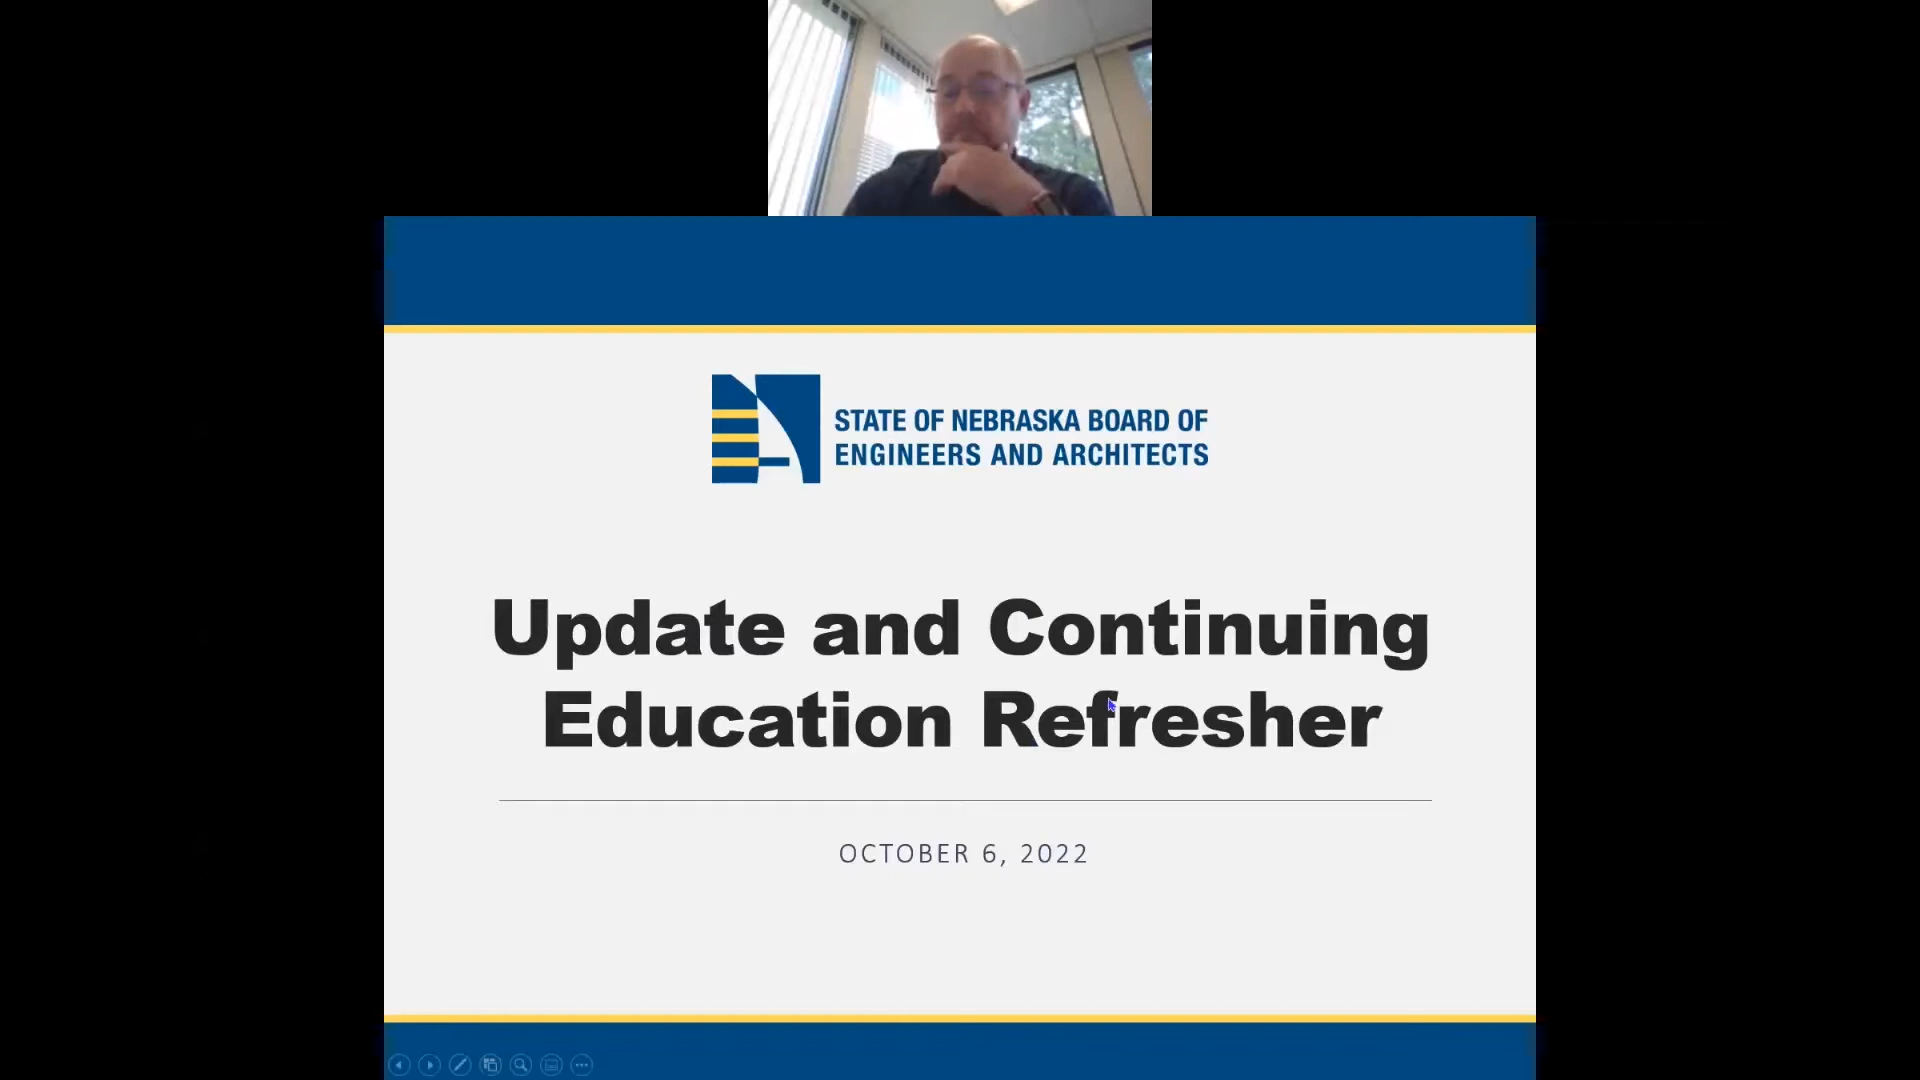 STATE OF NEBRASKA BOARD OF
ENGINEERS AND ARCHITECTS
Update and Continuing
Education Refresher
OCTOBER 6, 2022